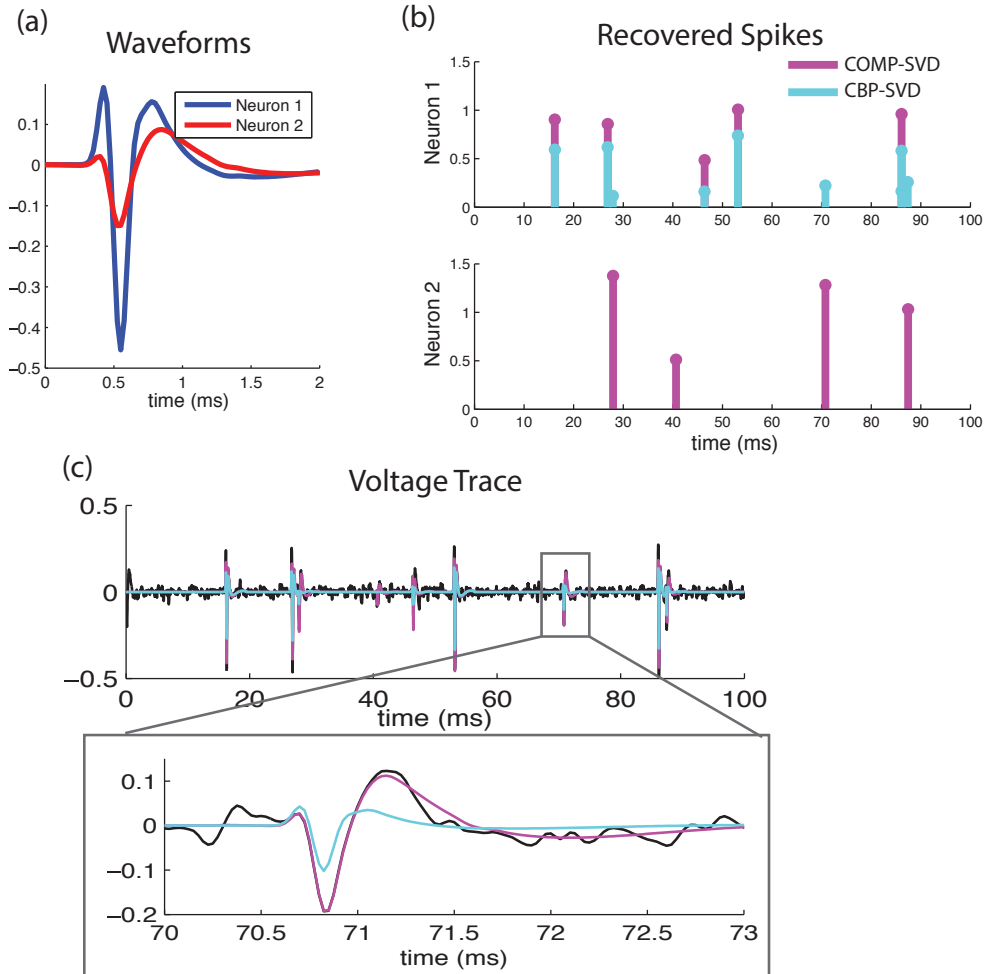 (a)
Waveforms
Neuron 1
Neuron 2
0.1
0
−0.1
−0.2
−0.3
−0.4
−0.5
0 0.5 1 1.5 2
time (ms)
(b)
Recovered Spikes
COMP-SVD
CBP-SVD
Neuron 1
1.5
1
0.5
0
0 10 20 30 40 50 60 70 80 90 100
Neuron 2
1.5
1
0.5
0
0 10 20 30 40 50 60 70 80 90 100
time (ms)
(c)
Voltage Trace
0.5
0
−0.5
0 20 40 60 80 100
time (ms)
0.1
0
−0.1
−0.2
70 70.5 71 71.5 72 72.5 73
time (ms)